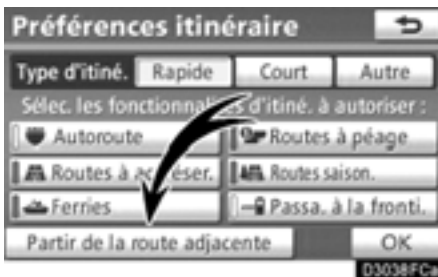 Préférences itinéraire
Type d'itiné. Rapide Court Autre
Sélec. les d'itiné. à autoriser :
Autoroute Routes à péage
Routes à Routes saison.
Ferries Passa. à la fronti.
Partir de la route adjacente OK
D3038FCa